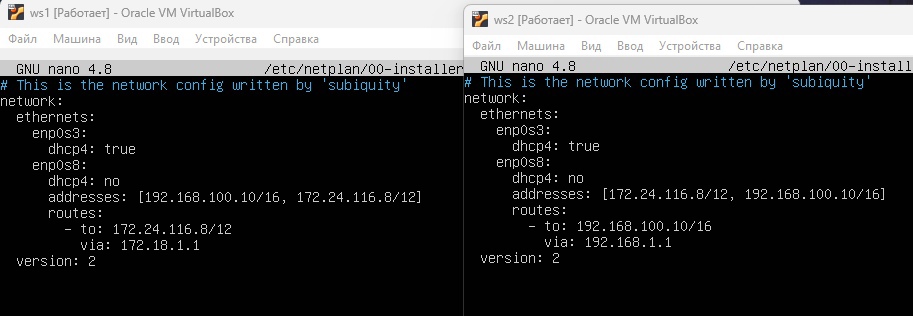 ws1 [Работает] - Oracle VM VirtualBox
Файл Машина Вид Ввод Устройства Справка
GNU nano 4.8 /etc/netplan/00-installer
# This is the network config written by 'subiquity'
network:
  ethernets:
    enp0s3:
      dhcp4: true
    enp0s8:
      dhcp4: no
      addresses: [192.168.100.10/16, 172.24.116.8/12]
      routes:
        - to: 172.24.116.8/12
          via: 172.18.1.1
  version: 2
ws2 [Работает] - Oracle VM VirtualBox
Файл Машина Вид Ввод Устройства Справка
GNU nano 4.8 /etc/netplan/00-install
# This is the network config written by 'subiquity'
network:
  ethernets:
    enp0s3:
      dhcp4: true
    enp0s8:
      dhcp4: no
      addresses: [172.24.116.8/12, 192.168.100.10/16]
      routes:
        - to: 192.168.100.10/16
          via: 192.168.1.1
  version: 2